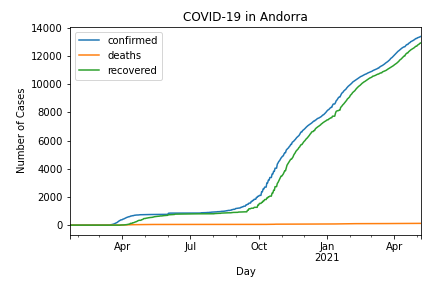 COVID-19 in Andorra
14000
12000
10000
8000
6000
4000
2000
0
Number of Cases
confirmed
deaths
recovered
Apr Jul Oct Jan Apr
2021
Day